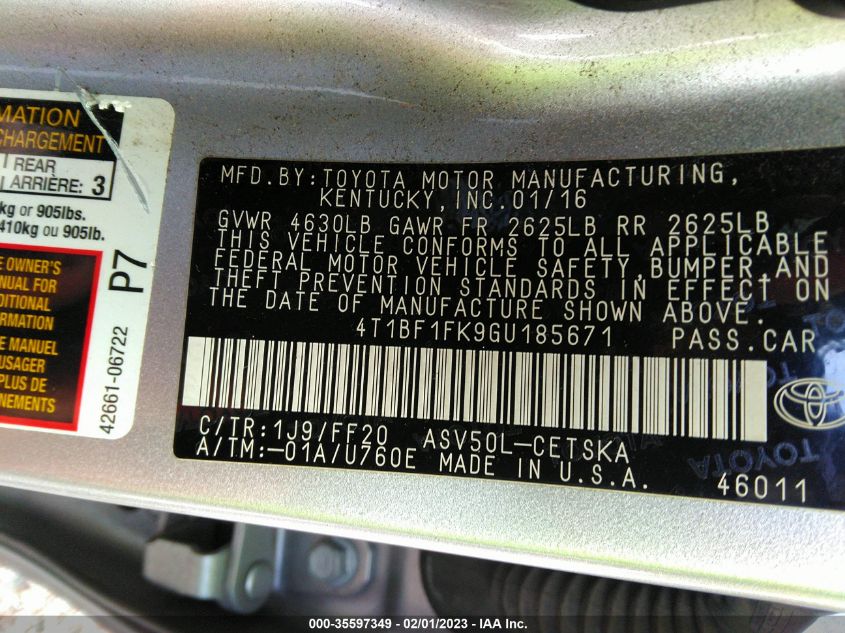 MATION
CHARGEMENT
REAR
ARRIÈRE: 3
kg or 905lbs.
410kg ou 905lb.
E OWNER'S
NUAL FOR
DITIONAL
ORMATION
E MANUEL
USAGER
PLUS DE
NEMENTS
P7
42661-06722
MFD.BY:TOYOTA MOTOR MANUFACTURING,
KENTUCKY,INC.01/16
GVWR 4630LB GAWR FR 2625LB RR 2625LB
THIS VEHICLE CONFORMS TO ALL APPLICABLE
FEDERAL MOTOR VEHICLE SAFETY,BUMPER,AND
THEFT PREVENTION STANDARDS IN EFFECT ON
THE DATE OF MANUFACTURE SHOWN ABOVE.
4T1BF1FK9GU185671 PASS.CAR
C/TR:1J9/FF20 ASV50L-CETSKA
A/TM:-01A/U760E MADE IN U.S.A.
46011
TOYOTA
000-35597349 - 02/01/2023 - IAA Inc.